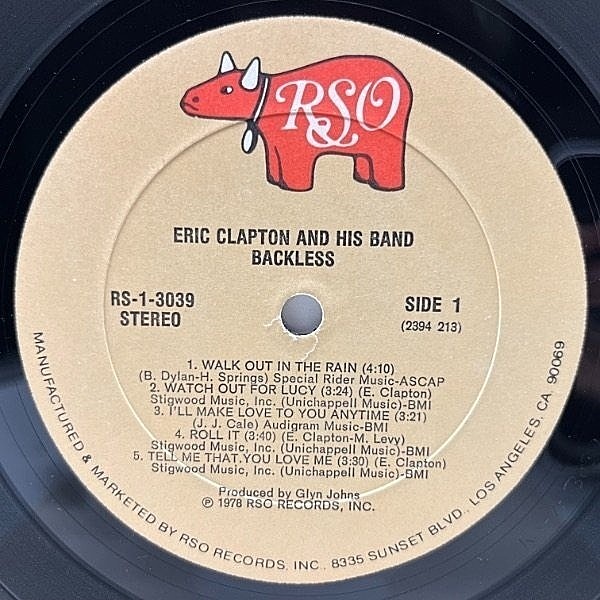 RSO
ERIC CLAPTON AND HIS BAND
BACKLESS
RS-1-3039
STEREO
SIDE 1
(2394 213)
1. WALK OUT IN THE RAIN (4:10)
(B. Dylan-H. Springs) Special Rider Music-ASCAP
2. WATCH OUT FOR LUCY (3:24) (E. Clapton)
Stigwood Music, Inc. (Unichappell Music)-BMI
3. I'LL MAKE LOVE TO YOU ANYTIME (3:21)
(J. J. Cale) Audigram Music-BMI
4. ROLL IT (3:40) (E. Clapton-M. Levy)
Stigwood Music, Inc. (Unichappell Music)-BMI
5. TELL ME THAT YOU LOVE ME (3:30) (E. Clapton)
Stigwood Music, Inc. (Unichappell Music)-BMI
Produced by Glyn Johns
℗ 1978 RSO RECORDS, INC.
MANUFACTURED & MARKETED BY RSO RECORDS, INC., 8335 SUNSET BLVD., LOS ANGELES, CA. 90069